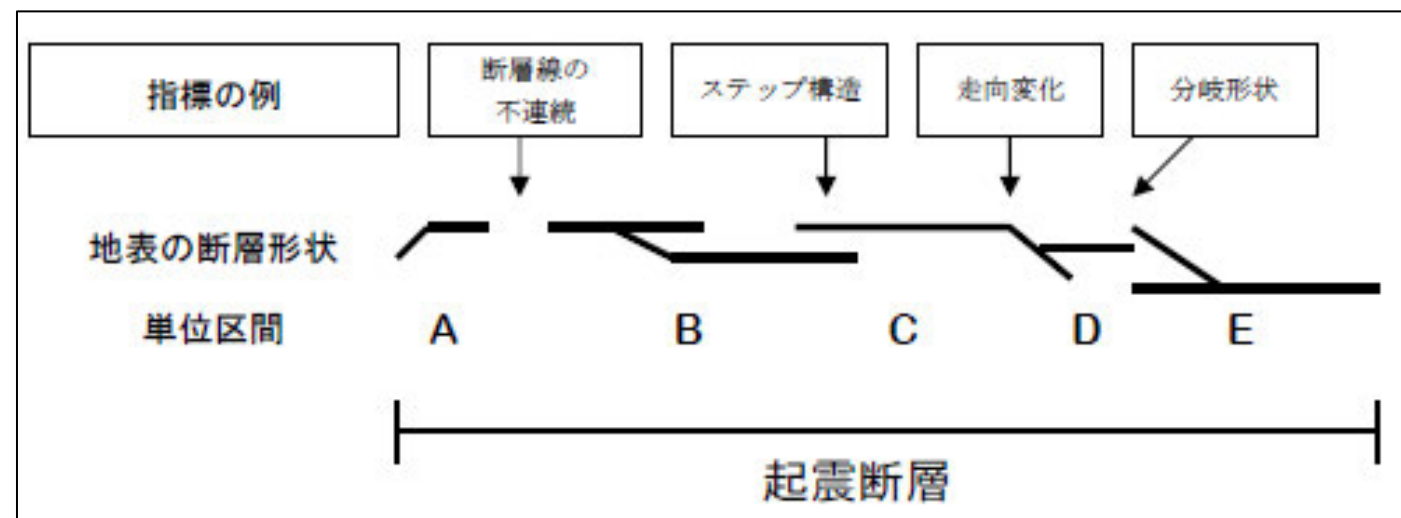 指標の例
断層線の
不連続
ステップ構造
走向変化
分岐形状
地表の断層形状
単位区間 A B C D E
起震断層